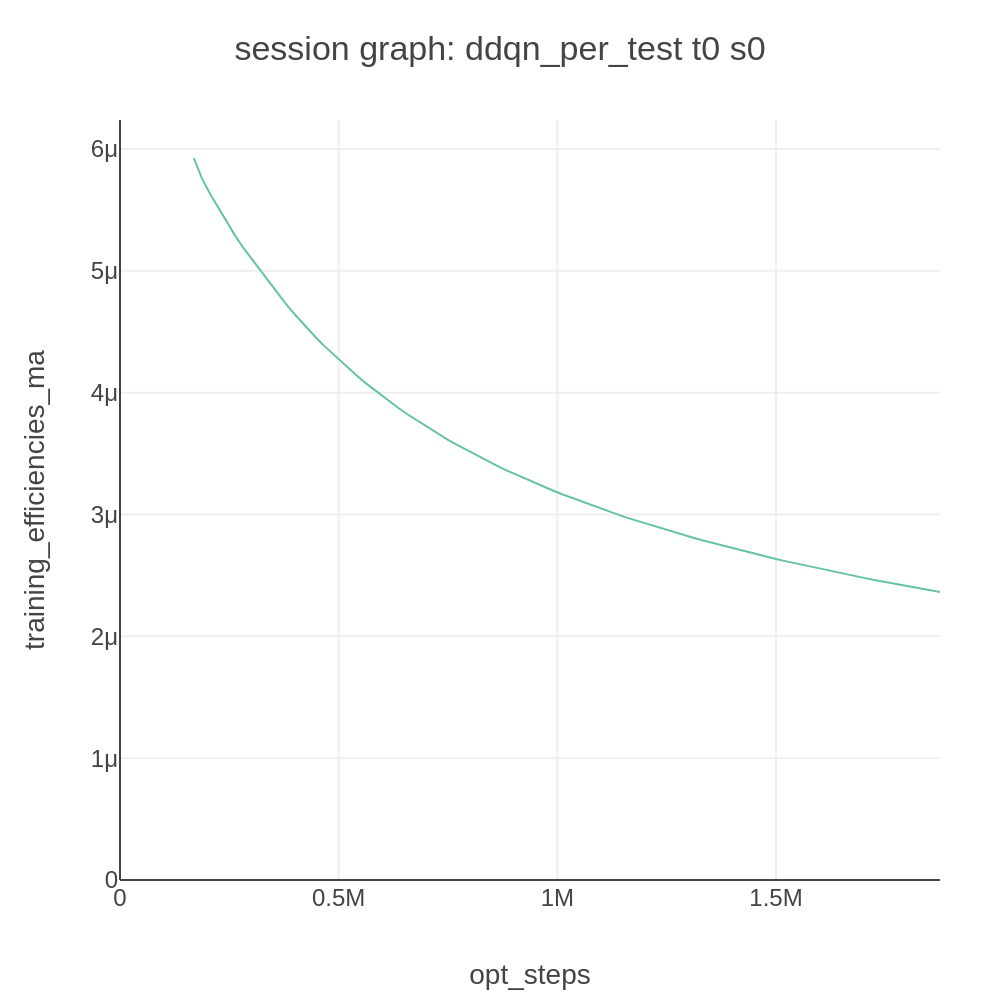 session graph: ddqn_per_test t0 s0
training_efficiencies_ma
6μ
5μ
4μ
3μ
2μ
1μ
0
0
0.5M
1M
1.5M
opt_steps